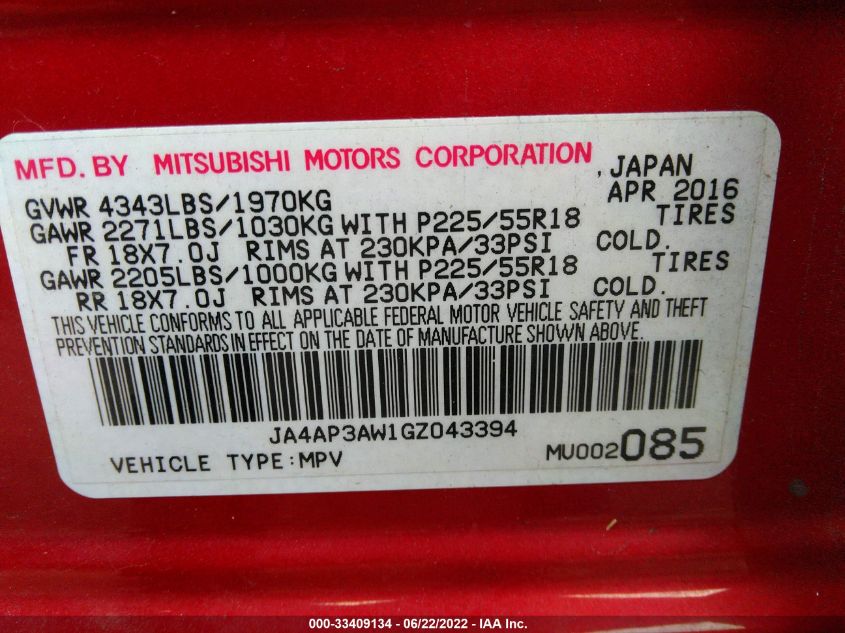 MFD. BY MITSUBISHI MOTORS CORPORATION , JAPAN
GVWR 4343LBS/1970KG APR 2016
GAWR 2271LBS/1030KG WITH P225/55R18 TIRES
FR 18X7.0J RIMS AT 230KPA/33PSI COLD.
GAWR 2205LBS/1000KG WITH P225/55R18 TIRES
RR 18X7.0J RIMS AT 230KPA/33PSI COLD.
THIS VEHICLE CONFORMS TO ALL APPLICABLE FEDERAL MOTOR VEHICLE SAFETY AND THEFT
PREVENTION STANDARDS IN EFFECT ON THE DATE OF MANUFACTURE SHOWN ABOVE.
JA4AP3AW1GZ043394
VEHICLE TYPE:MPV MU002085
000-33409134 - 06/22/2022 - IAA Inc.